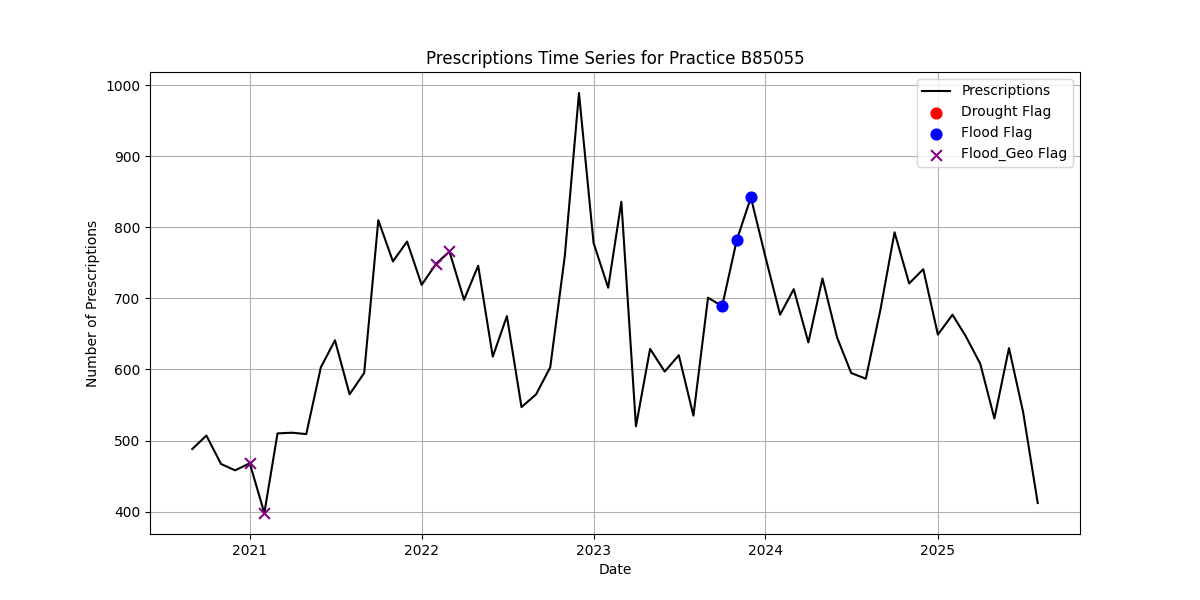 Prescriptions Time Series for Practice B85055
Number of Prescriptions
1000
900
800
700
600
500
400
Prescriptions
Drought Flag
Flood Flag
Flood_Geo Flag
2021 2022 2023 2024 2025
Date